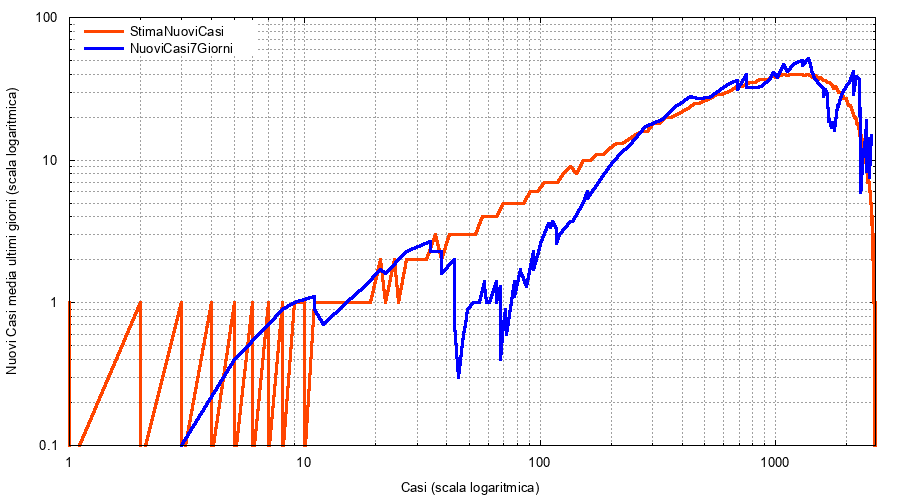 100
StimaNuoviCasi
NuoviCasi7Giorni
10
1
0.1
Nuovi Casi media ultimi giorni (scala logaritmica)
1
10
100
1000
Casi (scala logaritmica)